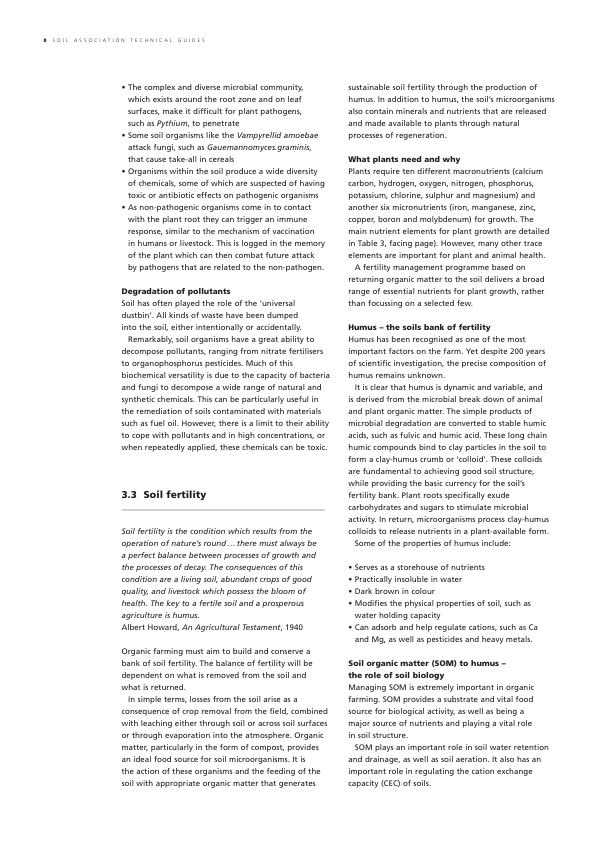 8 SOIL ASSOCIATION TECHNICAL GUIDES
• The complex and diverse microbial community,
which exists around the root zone and on leaf
surfaces, make it difficult for plant pathogens,
such as Pythium, to penetrate
• Some soil organisms like the Vampyrellid amoebae
attack fungi, such as Gauemannomyces.graminis,
that cause take-all in cereals
• Organisms within the soil produce a wide diversity
of chemicals, some of which are suspected of having
toxic or antibiotic effects on pathogenic organisms
• As non-pathogenic organisms come in to contact
with the plant root they can trigger an immune
response, similar to the mechanism of vaccination
in humans or livestock. This is logged in the memory
of the plant which can then combat future attack
by pathogens that are related to the non-pathogen.
Degradation of pollutants
Soil has often played the role of the ‘universal
dustbin’. All kinds of waste have been dumped
into the soil, either intentionally or accidentally.
Remarkably, soil organisms have a great ability to
decompose pollutants, ranging from nitrate fertilisers
to organophosphorus pesticides. Much of this
biochemical versatility is due to the capacity of bacteria
and fungi to decompose a wide range of natural and
synthetic chemicals. This can be particularly useful in
the remediation of soils contaminated with materials
such as fuel oil. However, there is a limit to their ability
to cope with pollutants and in high concentrations, or
when repeatedly applied, these chemicals can be toxic.
3.3 Soil fertility
Soil fertility is the condition which results from the
operation of nature’s round ... there must always be
a perfect balance between processes of growth and
the processes of decay. The consequences of this
condition are a living soil, abundant crops of good
quality, and livestock which possess the bloom of
health. The key to a fertile soil and a prosperous
agriculture is humus.
Albert Howard, An Agricultural Testament, 1940
Organic farming must aim to build and conserve a
bank of soil fertility. The balance of fertility will be
dependent on what is removed from the soil and
what is returned.
In simple terms, losses from the soil arise as a
consequence of crop removal from the field, combined
with leaching either through soil or across soil surfaces
or through evaporation into the atmosphere. Organic
matter, particularly in the form of compost, provides
an ideal food source for soil microorganisms. It is
the action of these organisms and the feeding of the
soil with appropriate organic matter that generates
sustainable soil fertility through the production of
humus. In addition to humus, the soil’s microorganisms
also contain minerals and nutrients that are released
and made available to plants through natural
processes of regeneration.
What plants need and why
Plants require ten different macronutrients (calcium
carbon, hydrogen, oxygen, nitrogen, phosphorus,
potassium, chlorine, sulphur and magnesium) and
another six micronutrients (iron, manganese, zinc,
copper, boron and molybdenum) for growth. The
main nutrient elements for plant growth are detailed
in Table 3, facing page). However, many other trace
elements are important for plant and animal health.
A fertility management programme based on
returning organic matter to the soil delivers a broad
range of essential nutrients for plant growth, rather
than focussing on a selected few.
Humus – the soils bank of fertility
Humus has been recognised as one of the most
important factors on the farm. Yet despite 200 years
of scientific investigation, the precise composition of
humus remains unknown.
It is clear that humus is dynamic and variable, and
is derived from the microbial break down of animal
and plant organic matter. The simple products of
microbial degradation are converted to stable humic
acids, such as fulvic and humic acid. These long chain
humic compounds bind to clay particles in the soil to
form a clay-humus crumb or ‘colloid’. These colloids
are fundamental to achieving good soil structure,
while providing the basic currency for the soil’s
fertility bank. Plant roots specifically exude
carbohydrates and sugars to stimulate microbial
activity. In return, microorganisms process clay-humus
colloids to release nutrients in a plant-available form.
Some of the properties of humus include:
• Serves as a storehouse of nutrients
• Practically insoluble in water
• Dark brown in colour
• Modifies the physical properties of soil, such as
water holding capacity
• Can adsorb and help regulate cations, such as Ca
and Mg, as well as pesticides and heavy metals.
Soil organic matter (SOM) to humus –
the role of soil biology
Managing SOM is extremely important in organic
farming. SOM provides a substrate and vital food
source for biological activity, as well as being a
major source of nutrients and playing a vital role
in soil structure.
SOM plays an important role in soil water retention
and drainage, as well as soil aeration. It also has an
important role in regulating the cation exchange
capacity (CEC) of soils.